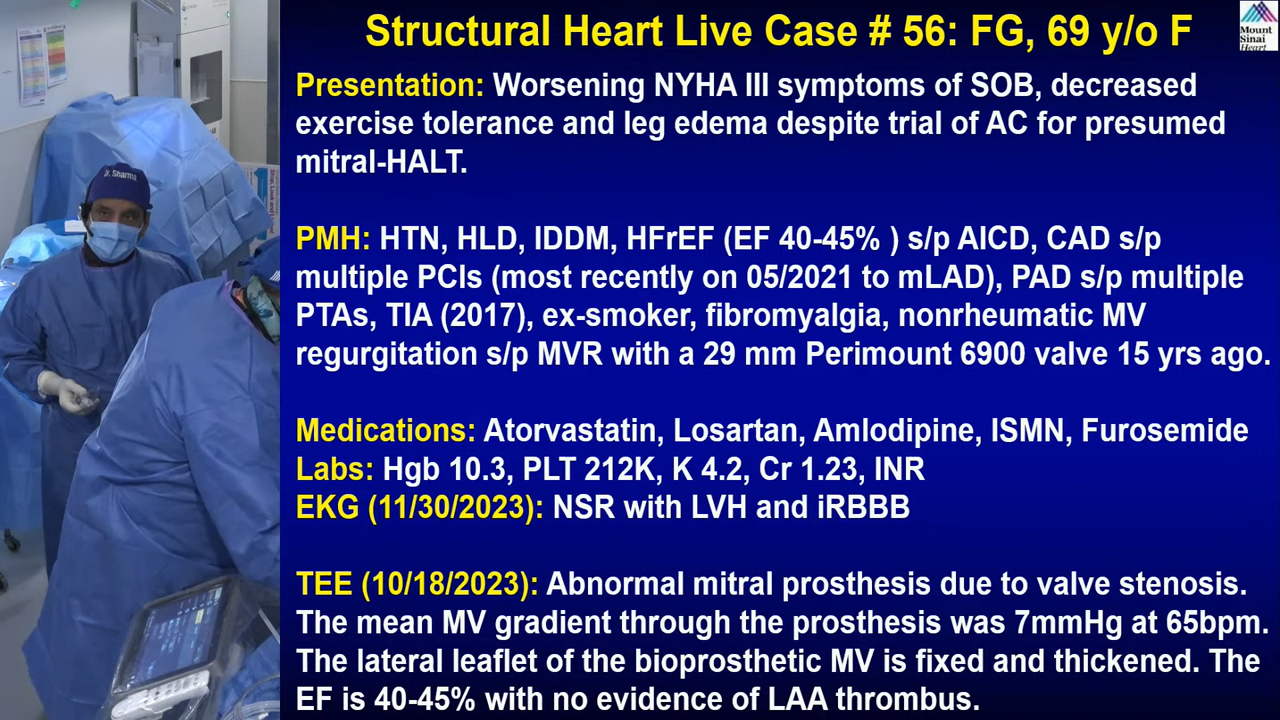 Structural Heart Live Case # 56: FG, 69 y/o F
Mount
Sinai
Heart
Presentation: Worsening NYHA III symptoms of SOB, decreased
exercise tolerance and leg edema despite trial of AC for presumed
mitral-HALT.
PMH: HTN, HLD, IDDM, HFrEF (EF 40-45% ) s/p AICD, CAD s/p
multiple PCIs (most recently on 05/2021 to mLAD), PAD s/p multiple
PTAs, TIA (2017), ex-smoker, fibromyalgia, nonrheumatic MV
regurgitation s/p MVR with a 29 mm Perimount 6900 valve 15 yrs ago.
Medications: Atorvastatin, Losartan, Amlodipine, ISMN, Furosemide
Labs: Hgb 10.3, PLT 212K, K 4.2, Cr 1.23, INR
EKG (11/30/2023): NSR with LVH and iRBBB
TEE (10/18/2023): Abnormal mitral prosthesis due to valve stenosis.
The mean MV gradient through the prosthesis was 7mmHg at 65bpm.
The lateral leaflet of the bioprosthetic MV is fixed and thickened. The
EF is 40-45% with no evidence of LAA thrombus.
Dr. Sharma